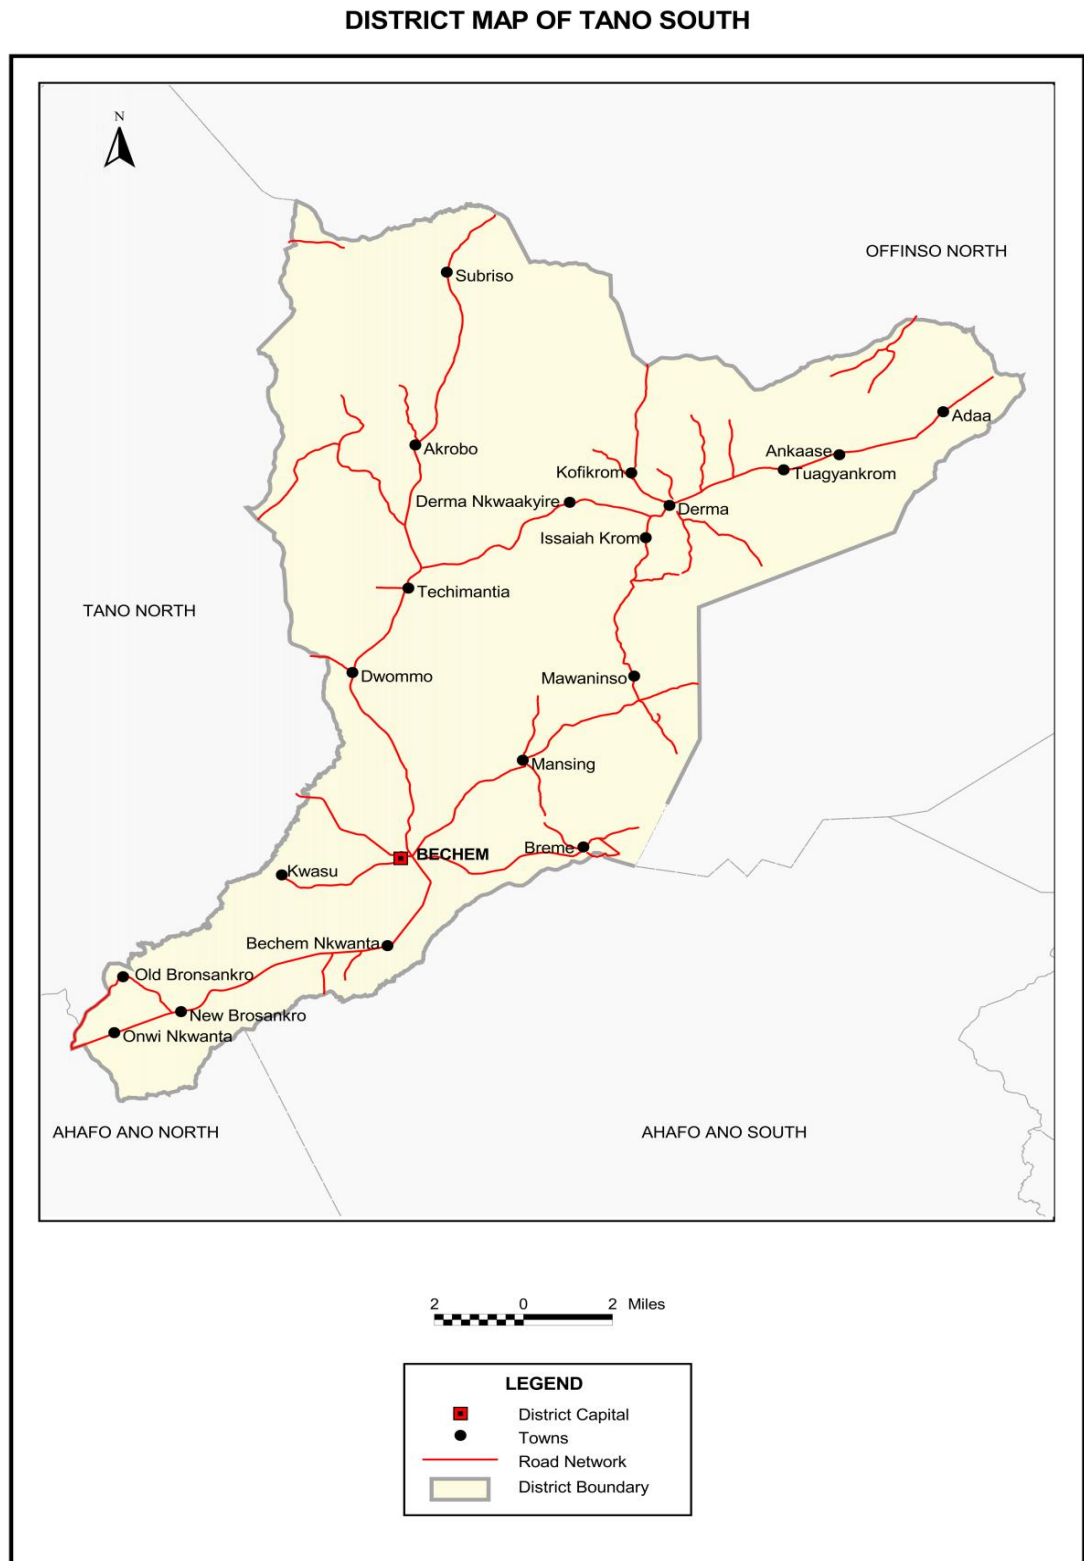 DISTRICT MAP OF TANO SOUTH
N
OFFINSO NORTH
Subriso
Adaa
Akrobo
Ankaase
Kofikrom
Tuagyankrom
Derma Nkwaakyire
Derma
Issaiah Krom
Techimantia
TANO NORTH
Dwommo
Mawaninso
Mansing
Breme
BECHEM
Kwasu
Bechem Nkwanta
Old Bronsankro
New Brosankro
Onwi Nkwanta
AHAFO ANO NORTH
AHAFO ANO SOUTH
2 0 2 Miles
LEGEND
District Capital
Towns
Road Network
District Boundary